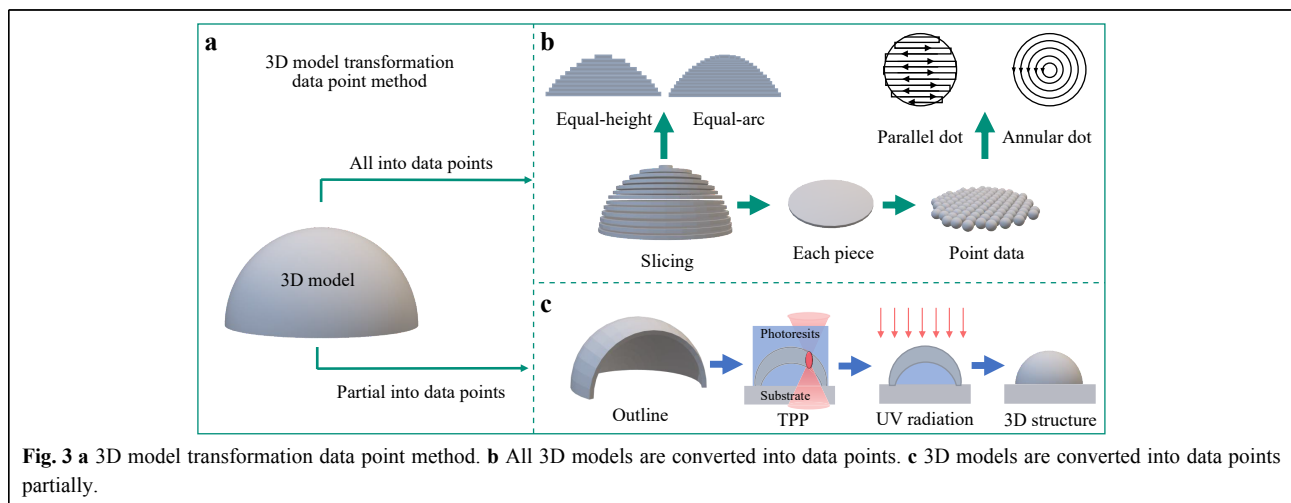 a
3D model transformation
data point method
All into data points
3D model
Partial into data points
b
Equal-height
Equal-arc
Parallel dot
Annular dot
Slicing
Each piece
Point data
c
Outline
Photoresits
Substrate
TPP
UV radiation
3D structure
Fig. 3 a 3D model transformation data point method. b All 3D models are converted into data points. c 3D models are converted into data points
partially.